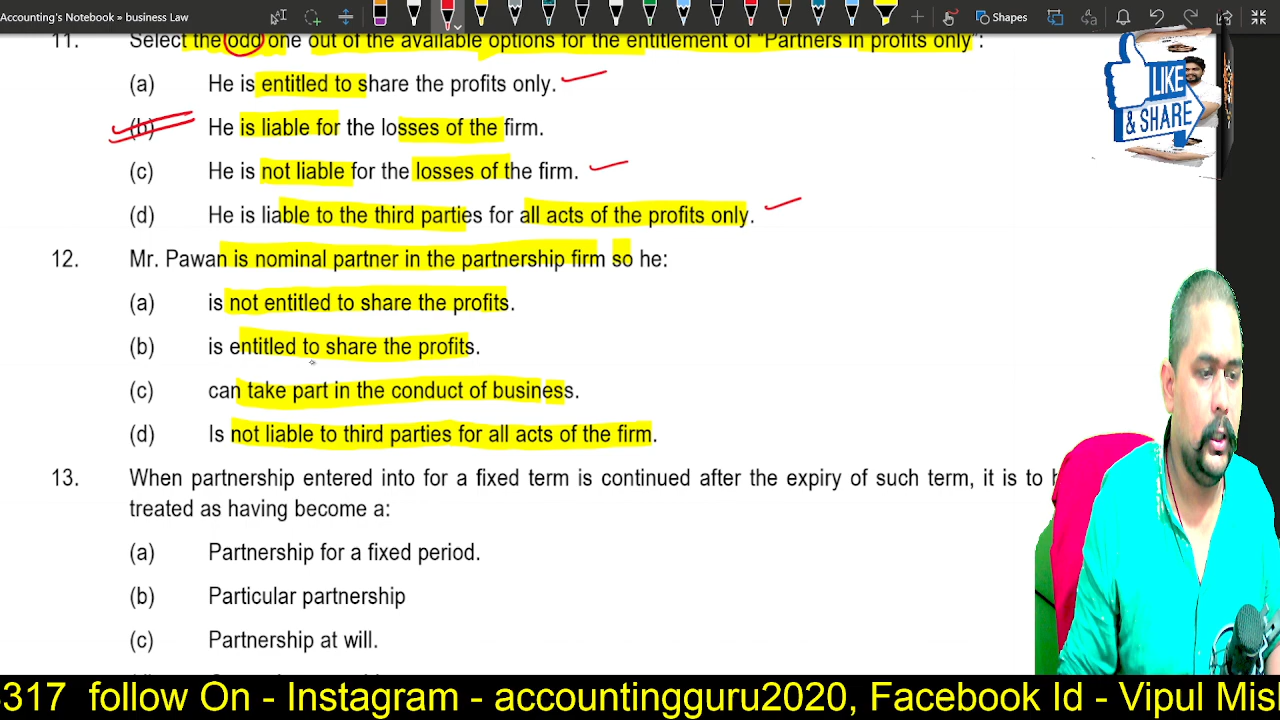 Accounting's Notebook » business Law
Shapes
11. Select the odd one out of the available options for the entitlement of “Partners in profits only”:
(a) He is entitled to share the profits only.
(b) He is liable for the losses of the firm.
(c) He is not liable for the losses of the firm.
(d) He is liable to the third parties for all acts of the profits only.
LIKE
& SHARE
12. Mr. Pawan is nominal partner in the partnership firm so he:
(a) is not entitled to share the profits.
(b) is entitled to share the profits.
(c) can take part in the conduct of business.
(d) Is not liable to third parties for all acts of the firm.
13. When partnership entered into for a fixed term is continued after the expiry of such term, it is to
treated as having become a:
(a) Partnership for a fixed period.
(b) Particular partnership
(c) Partnership at will.
317 follow On - Instagram - accountingguru2020, Facebook Id - Vipul